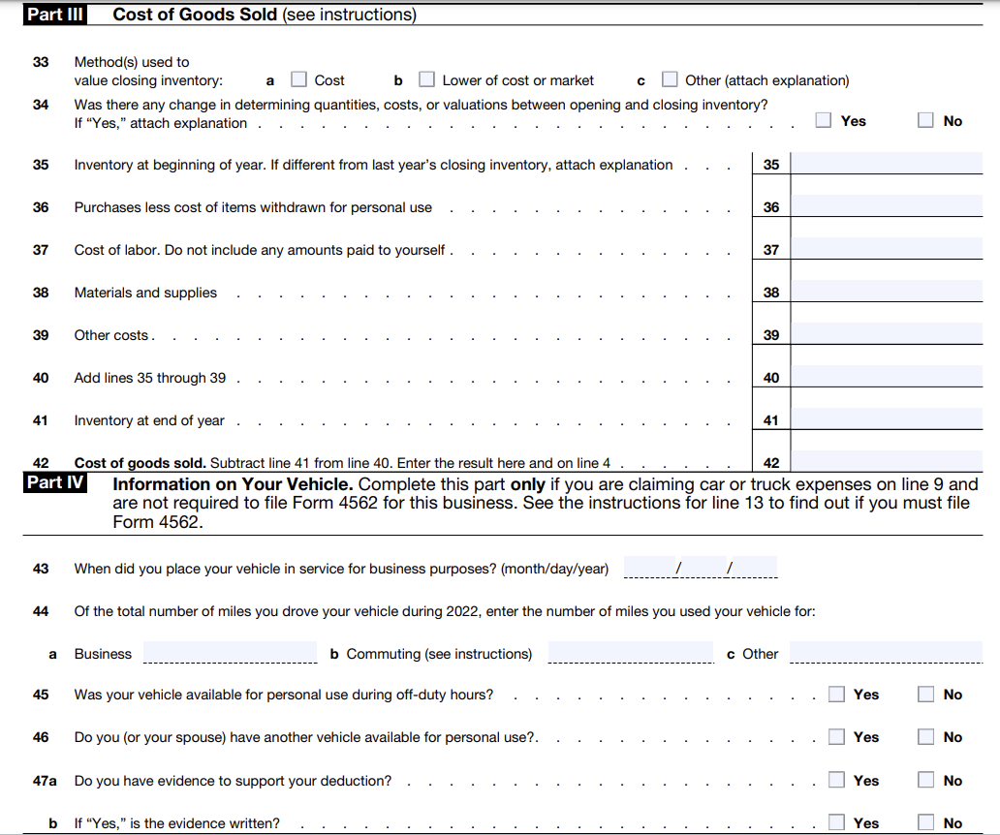 Part III Cost of Goods Sold (see instructions)
33 Method(s) used to
value closing inventory: a Cost b Lower of cost or market c Other (attach explanation)
34 Was there any change in determining quantities, costs, or valuations between opening and closing inventory?
If “Yes,” attach explanation . . . . . . . . . . . . . . . . . . . . . . . . . . Yes No
35 Inventory at beginning of year. If different from last year’s closing inventory, attach explanation . . . 35
36 Purchases less cost of items withdrawn for personal use . . . . . . . . . . . . . . 36
37 Cost of labor. Do not include any amounts paid to yourself . . . . . . . . . . . . . . 37
38 Materials and supplies . . . . . . . . . . . . . . . . . . . . . . . . 38
39 Other costs . . . . . . . . . . . . . . . . . . . . . . . . . . . . 39
40 Add lines 35 through 39 . . . . . . . . . . . . . . . . . . . . . . . . 40
41 Inventory at end of year . . . . . . . . . . . . . . . . . . . . . . . . 41
42 Cost of goods sold. Subtract line 41 from line 40. Enter the result here and on line 4 . . . . . . 42
Part IV Information on Your Vehicle. Complete this part only if you are claiming car or truck expenses on line 9 and
are not required to file Form 4562 for this business. See the instructions for line 13 to find out if you must file
Form 4562.
43 When did you place your vehicle in service for business purposes? (month/day/year) / /
44 Of the total number of miles you drove your vehicle during 2022, enter the number of miles you used your vehicle for:
a Business b Commuting (see instructions) c Other
45 Was your vehicle available for personal use during off-duty hours? . . . . . . . . . . . . . . . Yes No
46 Do you (or your spouse) have another vehicle available for personal use?. . . . . . . . . . . . . . Yes No
47a Do you have evidence to support your deduction? . . . . . . . . . . . . . . . . . . . . Yes No
b If “Yes,” is the evidence written? . . . . . . . . . . . . . . . . . . . . . . . . . Yes No